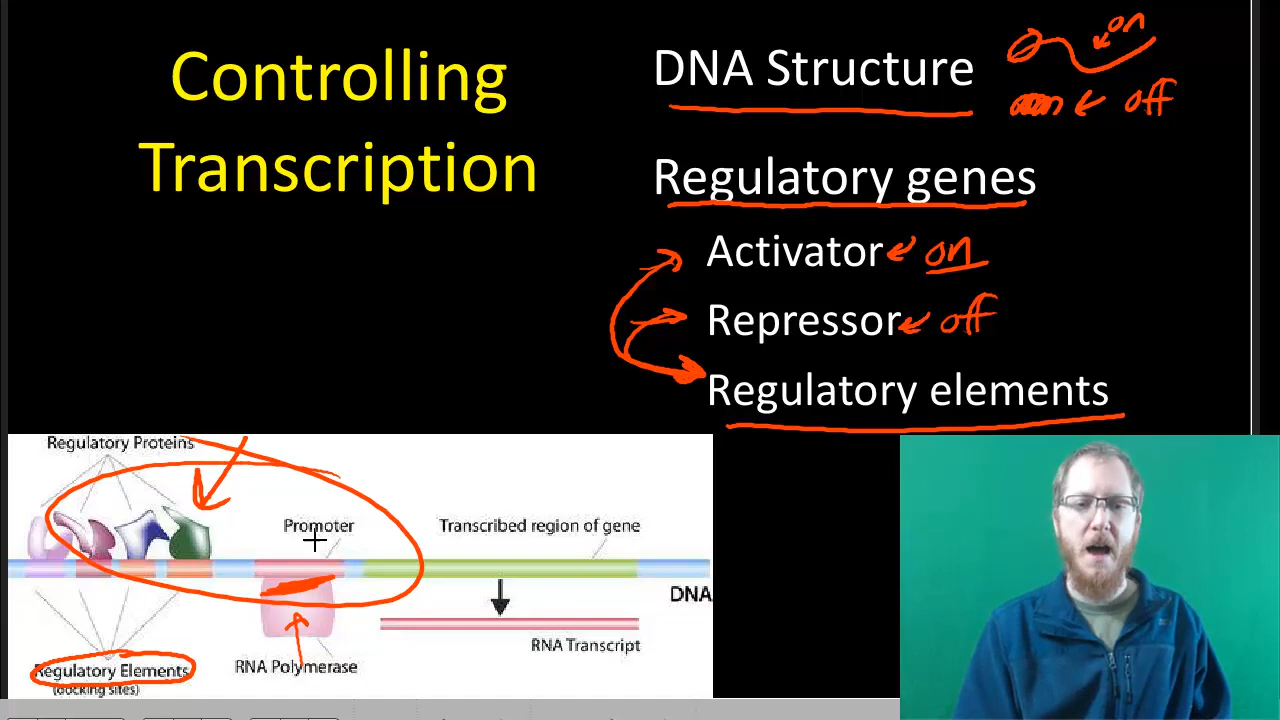 Controlling
Transcription
DNA Structure
on
off
Regulatory genes
Activator on
Repressor off
Regulatory elements
Regulatory Proteins
Promoter
Transcribed region of gene
DNA
RNA Transcript
Regulatory Elements
(docking sites)
RNA Polymerase